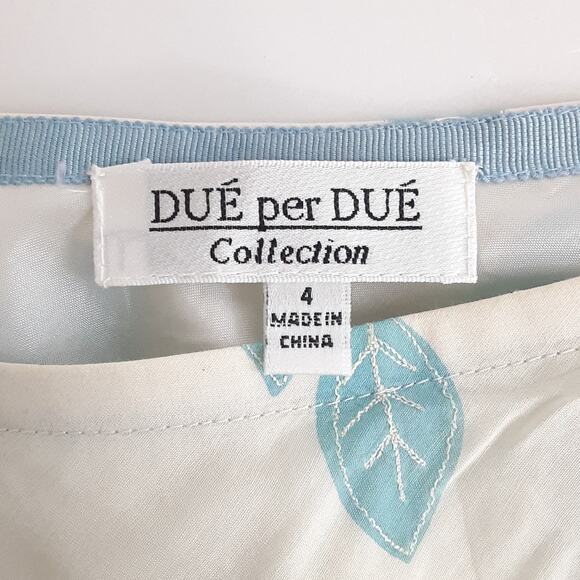 DUÉ per DUÉ
Collection
4
MADE IN
CHINA